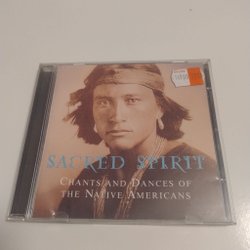 SACRED SPIRIT
CHANTS AND DANCES OF
THE NATIVE AMERICANS